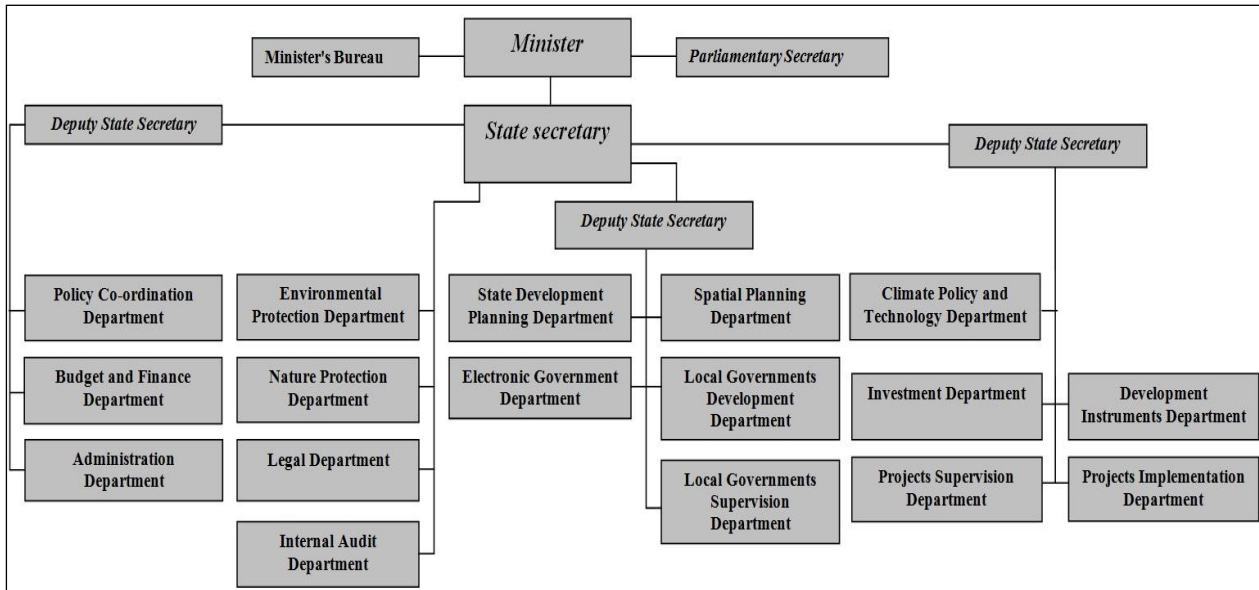 Minister
Minister's Bureau
Parliamentary Secretary
Deputy State Secretary
State secretary
Deputy State Secretary
Deputy State Secretary
Policy Co-ordination
Department
Environmental
Protection Department
State Development
Planning Department
Spatial Planning
Department
Climate Policy and
Technology Department
Budget and Finance
Department
Nature Protection
Department
Electronic Government
Department
Local Governments
Development
Department
Investment Department
Development
Instruments Department
Administration
Department
Legal Department
Local Governments
Supervision
Department
Projects Supervision
Department
Projects Implementation
Department
Internal Audit
Department